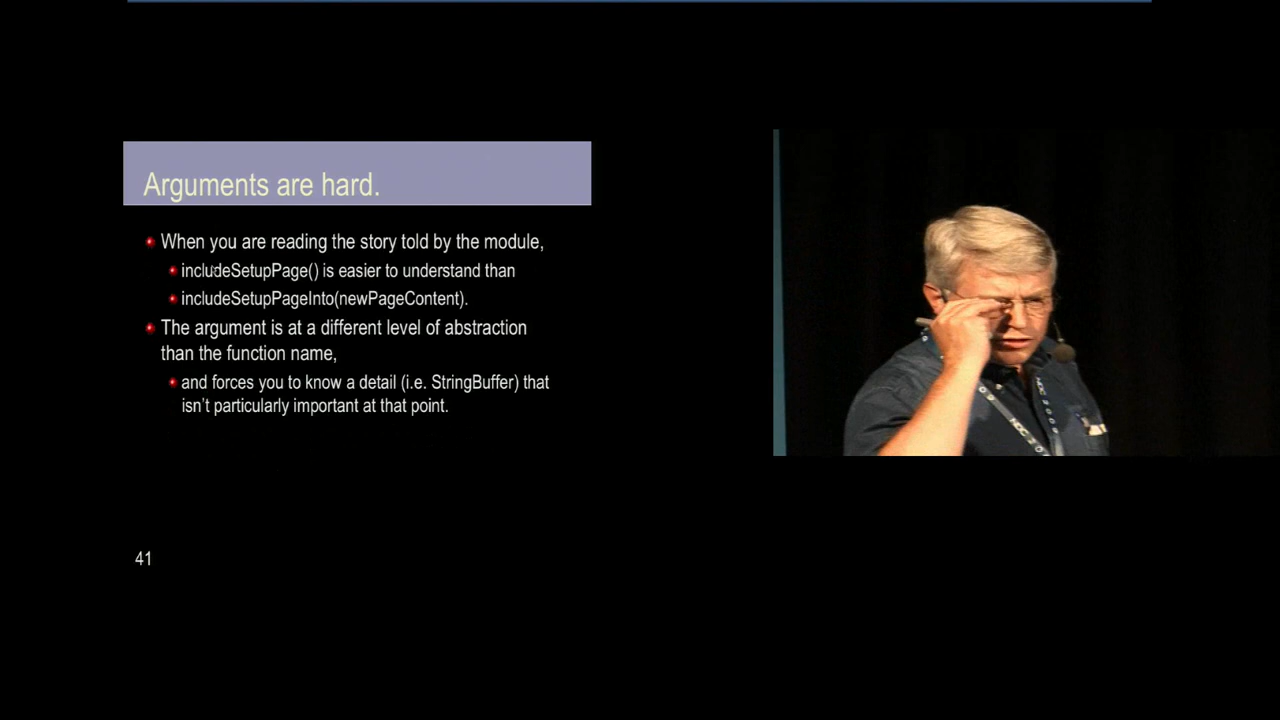 Arguments are hard.
When you are reading the story told by the module,
includeSetupPage() is easier to understand than
includeSetupPageInto(newPageContent).
The argument is at a different level of abstraction
than the function name,
and forces you to know a detail (i.e. StringBuffer) that
isn't particularly important at that point.
41
NDC 2009